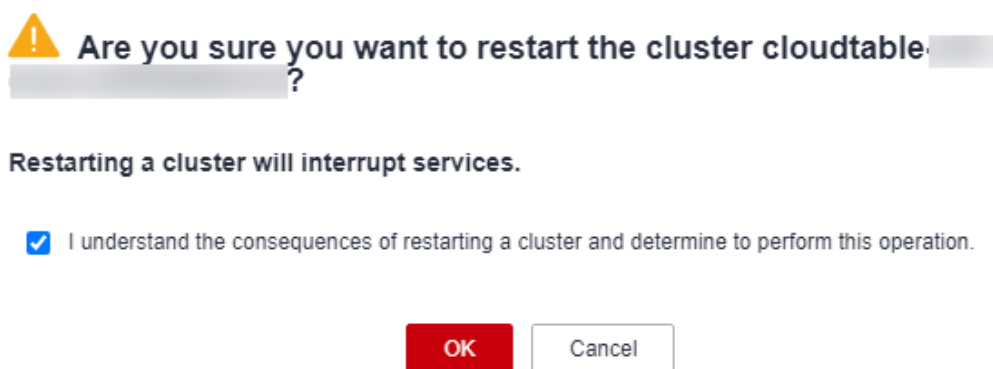 Are you sure you want to restart the cluster cloudtable-
?
Restarting a cluster will interrupt services.
I understand the consequences of restarting a cluster and determine to perform this operation.
OK
Cancel